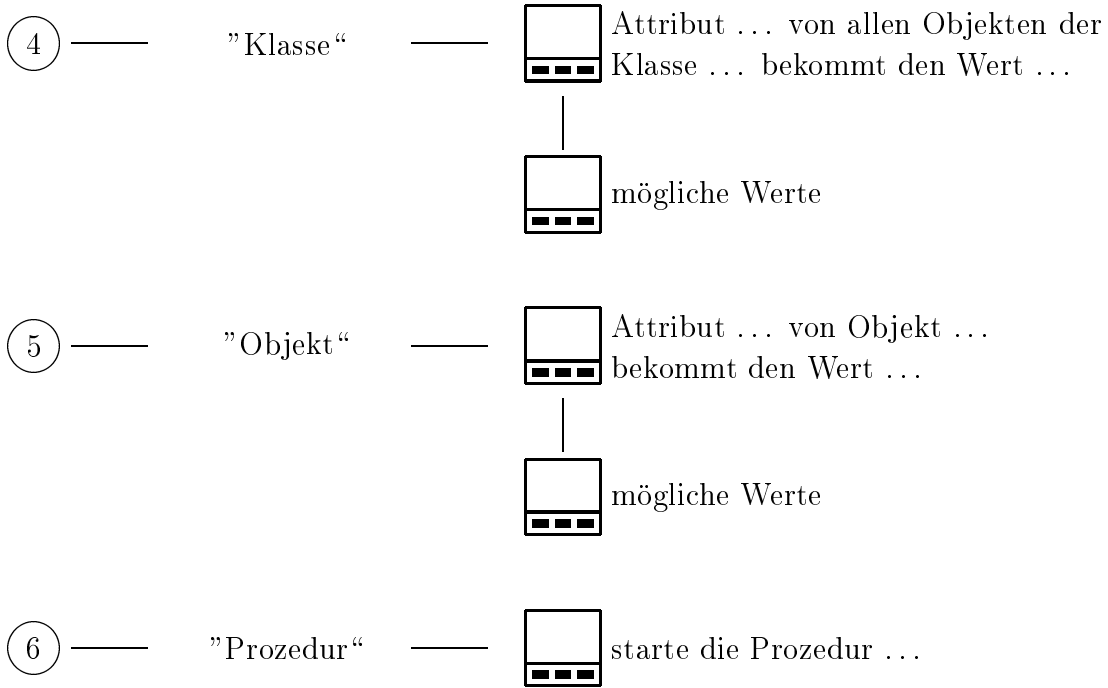 4 "Klasse“ Attribut ... von allen Objekten der
Klasse ... bekommt den Wert ...
mögliche Werte
5 "Objekt“ Attribut ... von Objekt ...
bekommt den Wert ...
mögliche Werte
6 "Prozedur“ starte die Prozedur ...